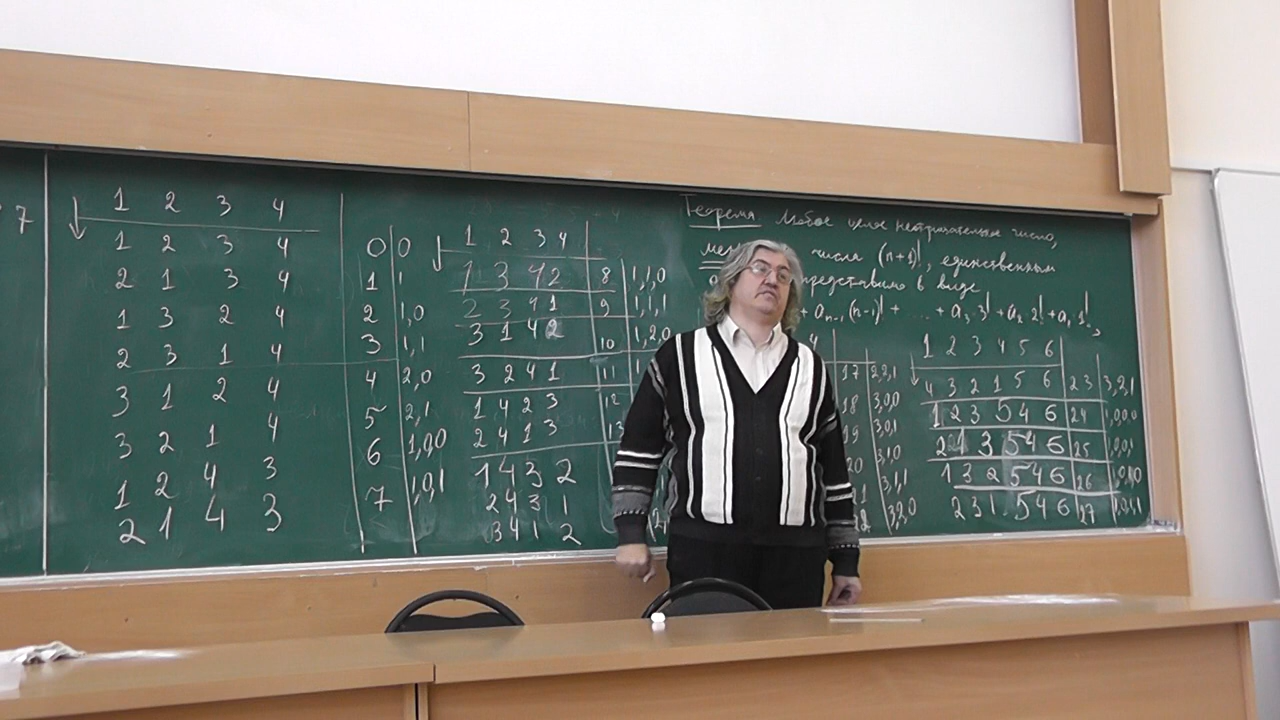 7
1 2 3 4
1 2 3 4 0 0
2 1 3 4 1 1
1 3 2 4 2 1,0
2 3 1 4 3 1,1
3 1 2 4 4 2,0
3 2 1 4 5 2,1
1 2 4 3 6 1,0,0
2 1 4 3 7 1,0,1
1 2 3 4
1 3 4 2 8 1,1,0
2 3 4 1 9 1,1,1
3 1 4 2 10 1,2,0
3 2 4 1 11
1 4 2 3 12
2 4 1 3 13
1 4 3 2
2 4 3 1
3 4 1 2
Теорема Любое целое неотрицательное число,
числа (n+1)!, единственным
представимо в виде
+ a n-1 (n-1)! + ... + a3 3! + a2 2! + a1 1!,
4
17 2,2,1
18 3,0,0
19 3,0,1
20 3,1,0
21 3,1,1
22 3,2,0
1 2 3 4 5 6
4 3 2 1 5 6 23 3,2,1
1 2 3 5 4 6 24 1,0,0,0
2 1 3 5 4 6 25 1,0,0,1
1 3 2 5 4 6 26 1,0,1,0
2 3 1 5 4 6 27 1,0,1,1